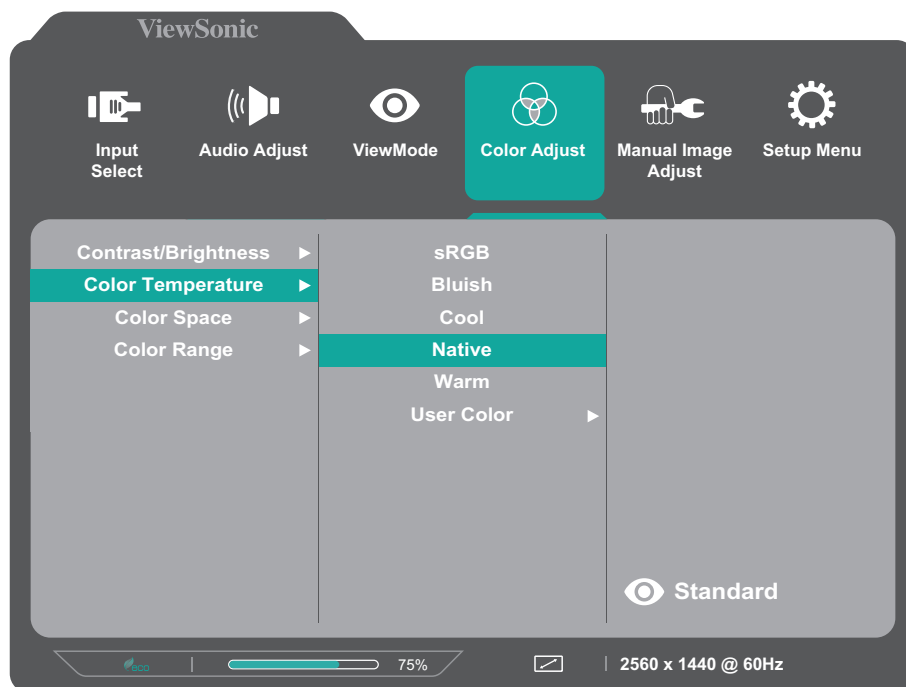 ViewSonic
Input Select
Audio Adjust
ViewMode
Color Adjust
Manual Image Adjust
Setup Menu
Contrast/Brightness
Color Temperature
Color Space
Color Range
sRGB
Bluish
Cool
Native
Warm
User Color
Standard
eco
75%
2560 x 1440 @ 60Hz